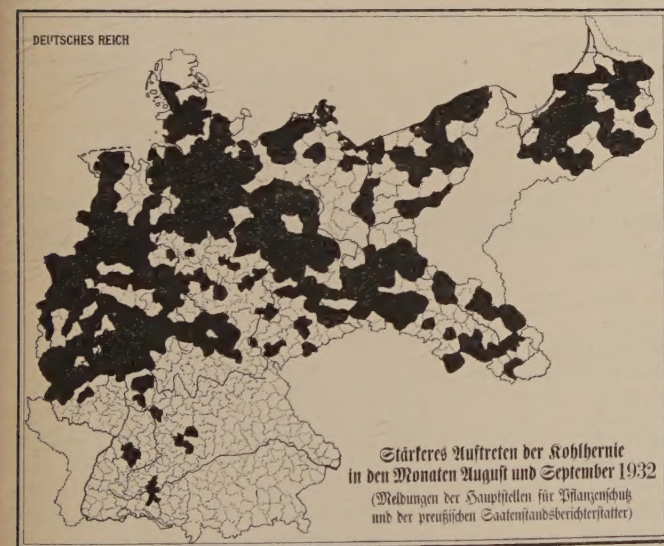 DEUTSCHES REICH
Stärkeres Auftreten der Kohlhernie
in den Monaten August und September 1932
(Meldungen der Hauptstellen für Pflanzenschutz
und der preußischen Saatenstandsberichterstatter)